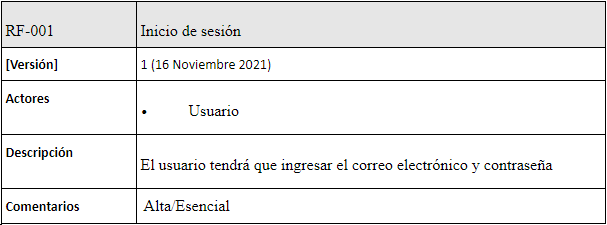 RF-001 Inicio de sesión
[Versión] 1 (16 Noviembre 2021)
Actores
• Usuario
Descripción
El usuario tendrá que ingresar el correo electrónico y contraseña
Comentarios Alta/Esencial